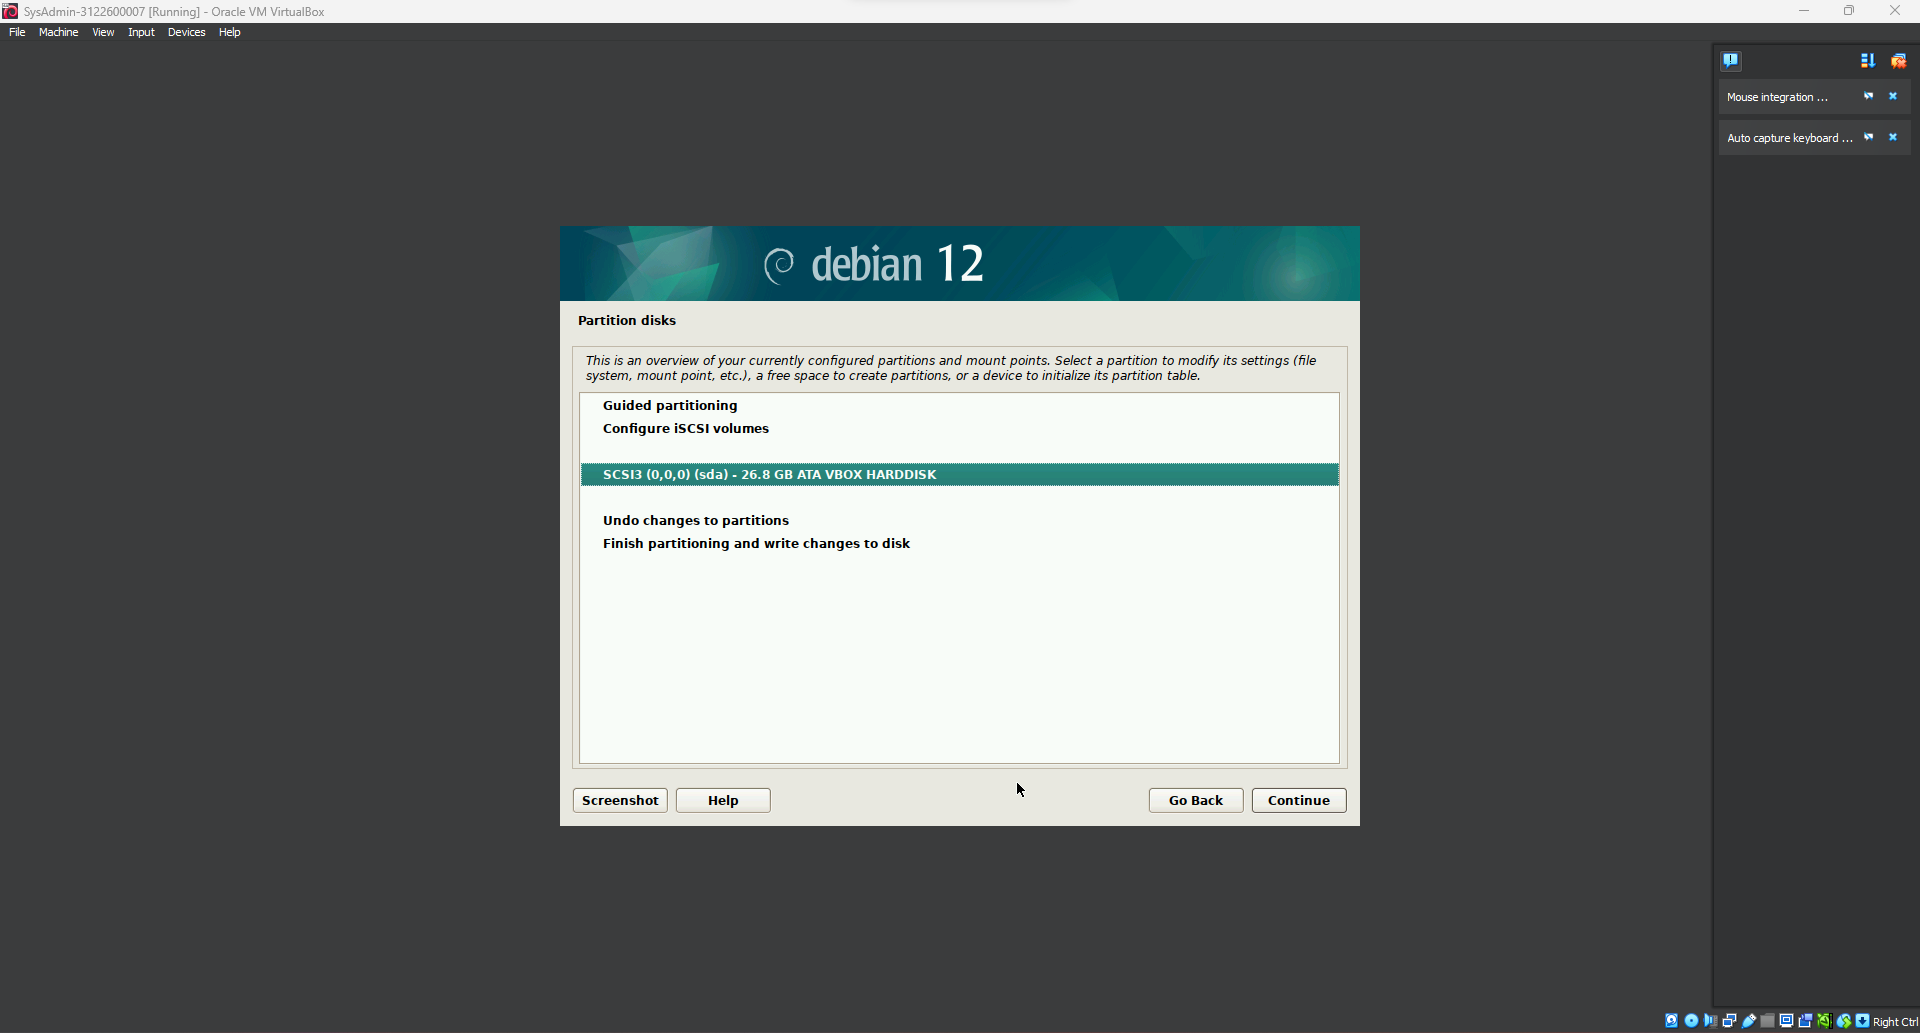 SysAdmin-3122600007 [Running] - Oracle VM VirtualBox
File Machine View Input Devices Help
Mouse integration ...
Auto capture keyboard ...
debian 12
Partition disks
This is an overview of your currently configured partitions and mount points. Select a partition to modify its settings (file
system, mount point, etc.), a free space to create partitions, or a device to initialize its partition table.
Guided partitioning
Configure iSCSI volumes
SCSI3 (0,0,0) (sda) - 26.8 GB ATA VBOX HARDDISK
Undo changes to partitions
Finish partitioning and write changes to disk
Screenshot Help Go Back Continue
Right Ctrl